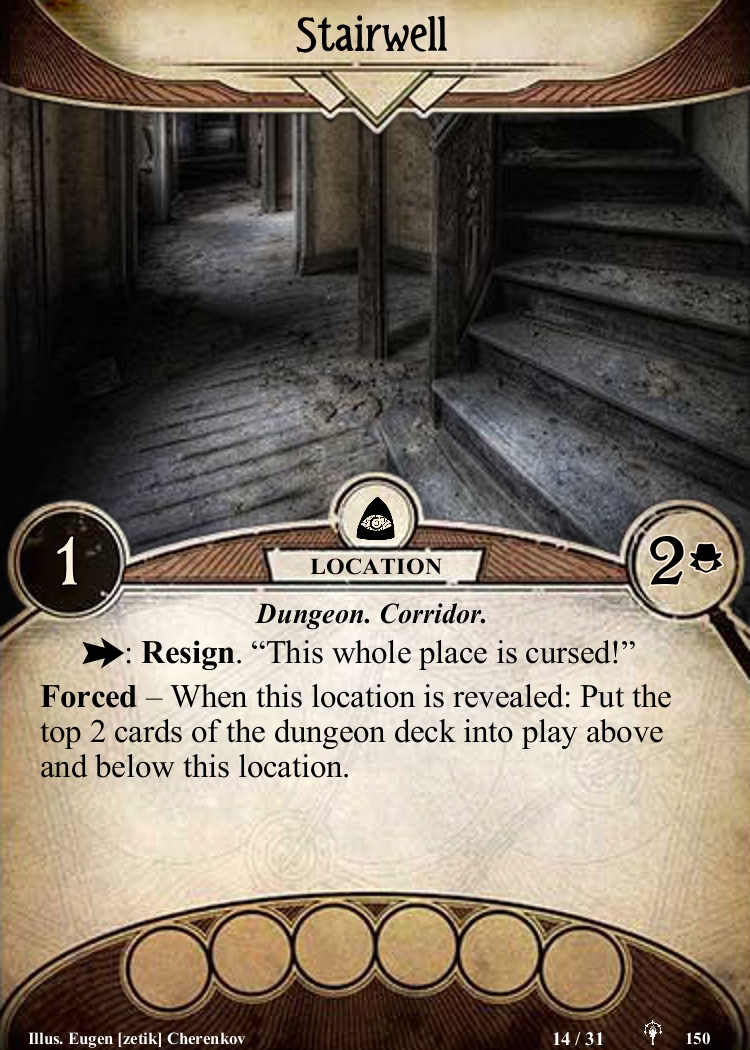 Stairwell
1
2
LOCATION
Dungeon. Corridor.
: Resign. “This whole place is cursed!”
Forced – When this location is revealed: Put the
top 2 cards of the dungeon deck into play above
and below this location.
Illus. Eugen [zetik] Cherenkov
14 / 31
150